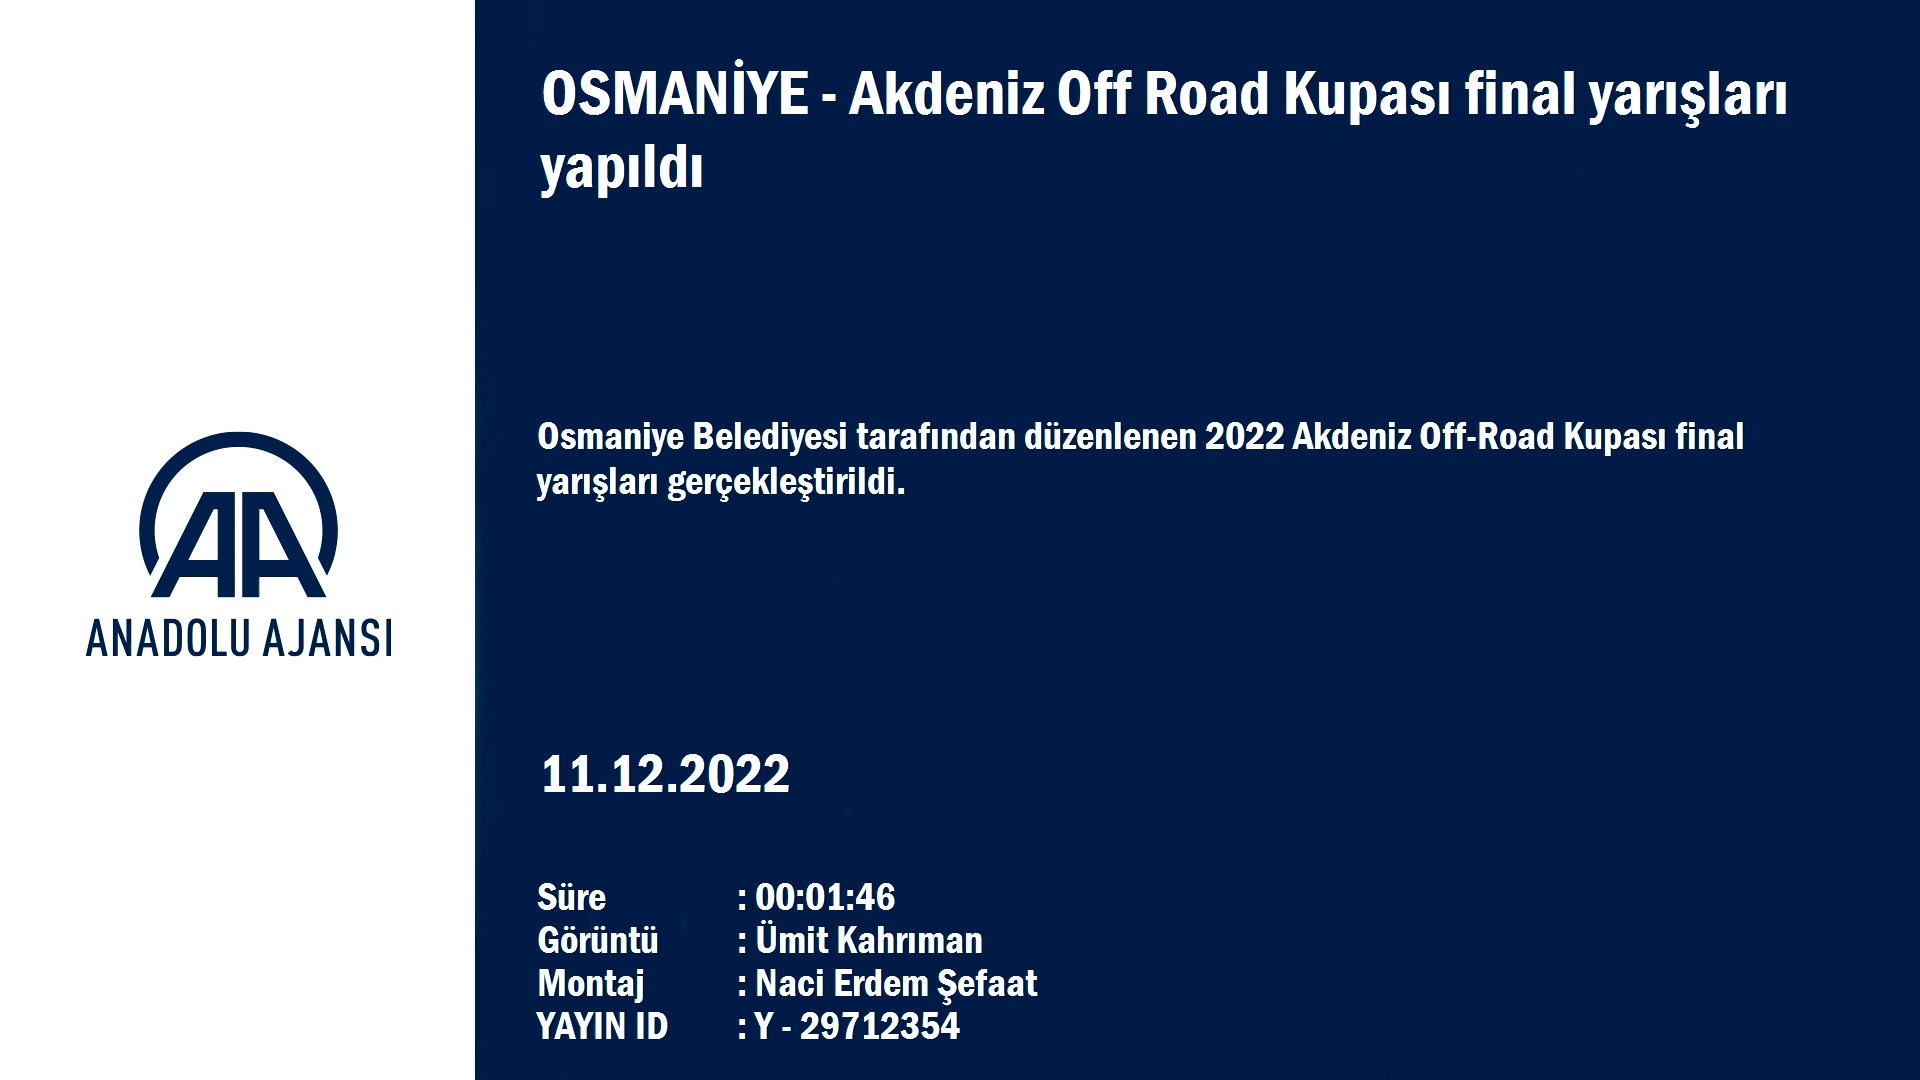 OSMANİYE - Akdeniz Off Road Kupası final yarışları
yapıldı
Osmaniye Belediyesi tarafından düzenlenen 2022 Akdeniz Off-Road Kupası final
yarışları gerçekleştirildi.
AA
ANADOLU AJANSI
11.12.2022
Süre : 00:01:46
Görüntü : Ümit Kahrıman
Montaj : Naci Erdem Şefaat
YAYIN ID : Y - 29712354